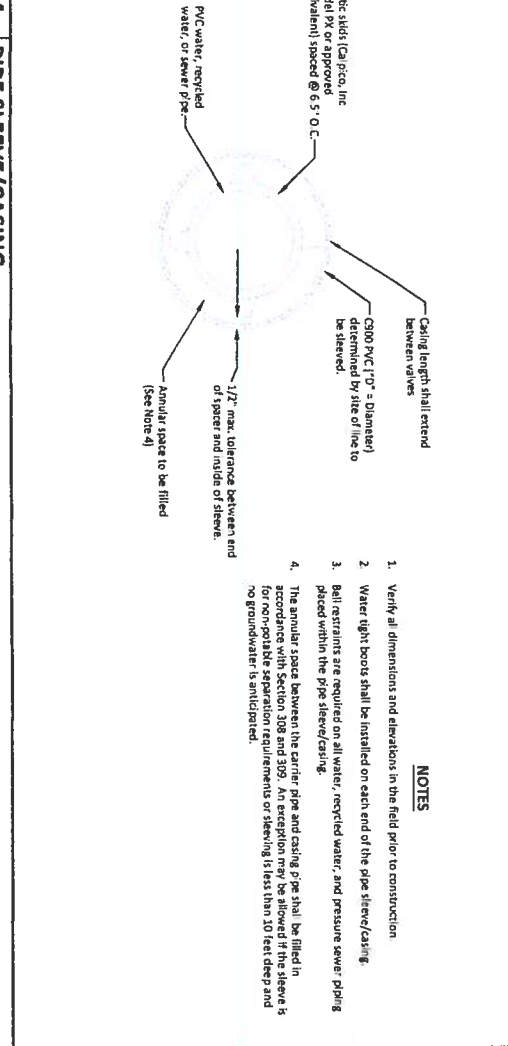 Casing length shall extend
between valves
C900 PVC ("D" = Diameter)
determined by size of line to
be sleeved.
tic skids (Calpico, Inc
del PX or approved
ivalent) spaced @ 6.5' O.C.
PVC water, recycled
water, or sewer pipe.
1/2" max. tolerance between end
of spacer and inside of sleeve.
Annular space to be filled
(See Note 4)
NOTES
1. Verify all dimensions and elevations in the field prior to construction
2. Water tight boots shall be installed on each end of the pipe sleeve/casing.
3. Bell restraints are required on all water, recycled water, and pressure sewer piping
placed within the pipe sleeve/casing.
4. The annular space between the carrier pipe and casing pipe shall be filled in
accordance with Section 308 and 309. An exception may be allowed if the sleeve is
for non-potable separation requirements or sleeving is less than 10 feet deep and
no groundwater is anticipated.
PIPE SLEEVE/CASING